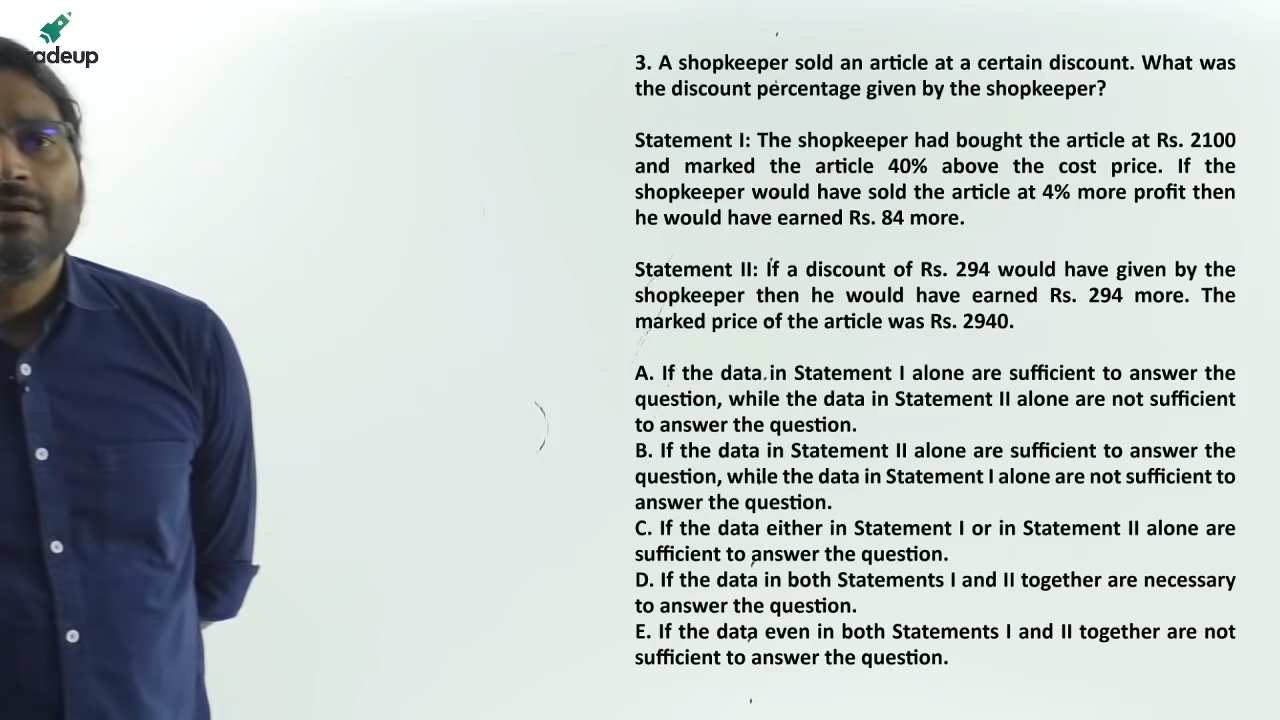 gradeup
3. A shopkeeper sold an article at a certain discount. What was
the discount percentage given by the shopkeeper?
Statement I: The shopkeeper had bought the article at Rs. 2100
and marked the article 40% above the cost price. If the
shopkeeper would have sold the article at 4% more profit then
he would have earned Rs. 84 more.
Statement II: If a discount of Rs. 294 would have given by the
shopkeeper then he would have earned Rs. 294 more. The
marked price of the article was Rs. 2940.
A. If the data in Statement I alone are sufficient to answer the
question, while the data in Statement II alone are not sufficient
to answer the question.
B. If the data in Statement II alone are sufficient to answer the
question, while the data in Statement I alone are not sufficient to
answer the question.
C. If the data either in Statement I or in Statement II alone are
sufficient to answer the question.
D. If the data in both Statements I and II together are necessary
to answer the question.
E. If the data even in both Statements I and II together are not
sufficient to answer the question.